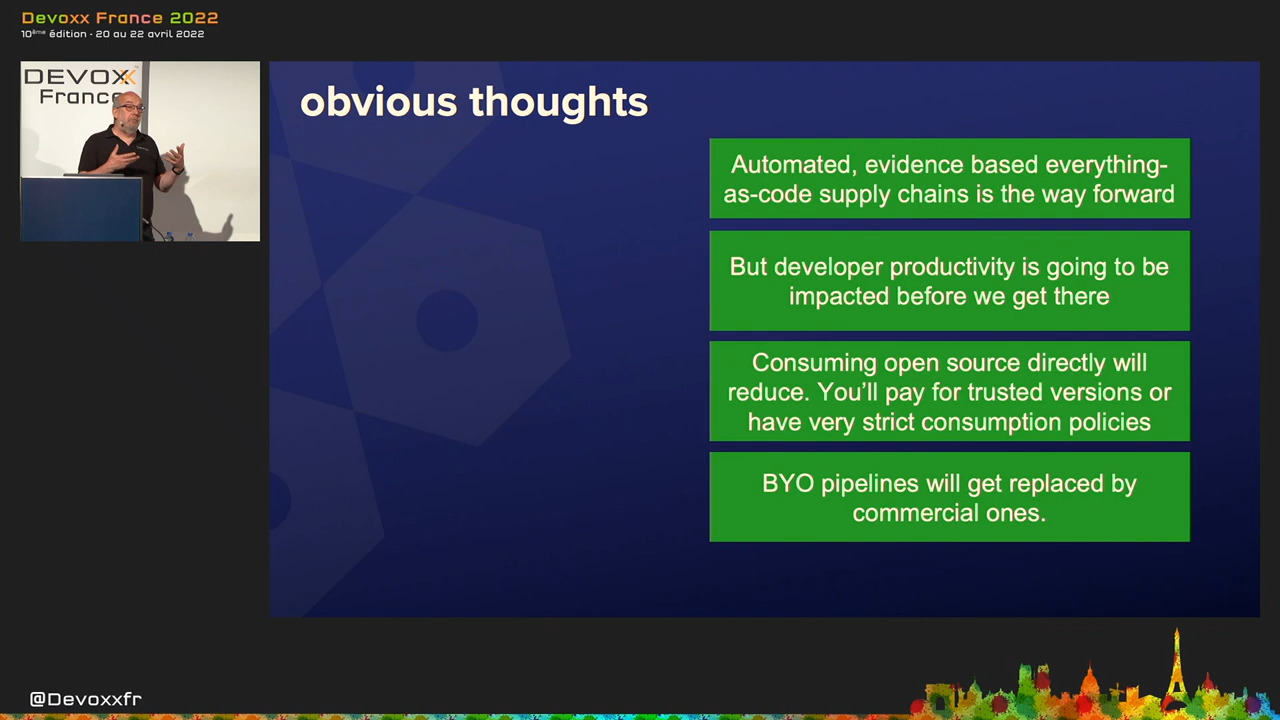 Devoxx France 2022
10ème édition - 20 au 22 avril 2022
DEVOXX
France
obvious thoughts
Automated, evidence based everything-
as-code supply chains is the way forward
But developer productivity is going to be
impacted before we get there
Consuming open source directly will
reduce. You’ll pay for trusted versions or
have very strict consumption policies
BYO pipelines will get replaced by
commercial ones.
@Devoxxfr